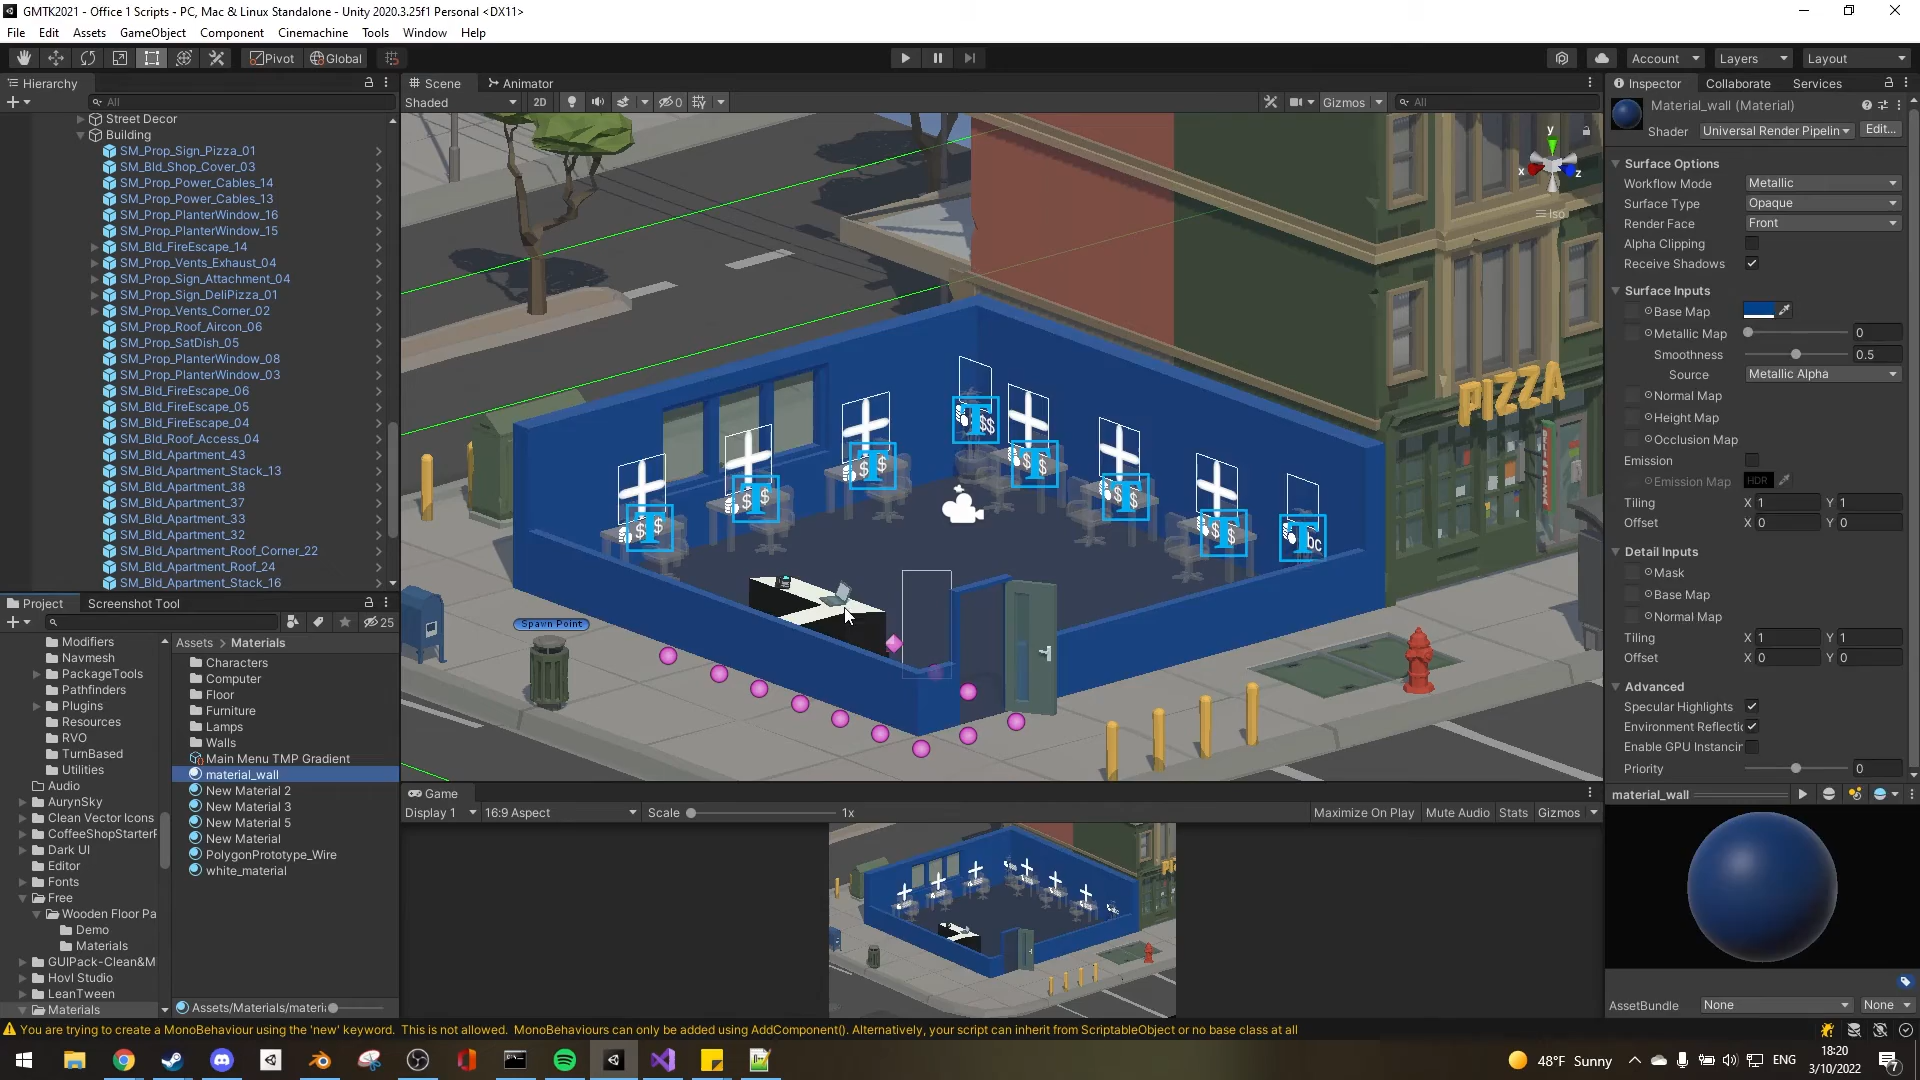 GMTK2021 - Office 1 Scripts - PC, Mac & Linux Standalone - Unity 2020.3.25f1 Personal <DX11>
File Edit Assets GameObject Component Cinemachine Tools Window Help
Pivot Global Account Layers Layout
Hierarchy
All
Street Decor
Building
SM_Prop_Sign_Pizza_01
SM_Bld_Shop_Cover_03
SM_Prop_Power_Cables_14
SM_Prop_Power_Cables_13
SM_Prop_PlanterWindow_16
SM_Prop_PlanterWindow_15
SM_Bld_FireEscape_14
SM_Prop_Vents_Exhaust_04
SM_Prop_Sign_Attachment_04
SM_Prop_Sign_DeliPizza_01
SM_Prop_Vents_Corner_02
SM_Prop_Roof_Aircon_06
SM_Prop_SatDish_05
SM_Prop_PlanterWindow_08
SM_Prop_PlanterWindow_03
SM_Bld_FireEscape_06
SM_Bld_FireEscape_05
SM_Bld_FireEscape_04
SM_Bld_Roof_Access_04
SM_Bld_Apartment_43
SM_Bld_Apartment_Stack_13
SM_Bld_Apartment_38
SM_Bld_Apartment_37
SM_Bld_Apartment_33
SM_Bld_Apartment_32
SM_Bld_Apartment_Roof_Corner_22
SM_Bld_Apartment_Roof_24
SM_Bld_Apartment_Stack_16
Project Screenshot Tool
25
Modifiers
Navmesh
PackageTools
Pathfinders
Plugins
Resources
RVO
TurnBased
Utilities
Audio
AurynSky
Clean Vector Icons
CoffeeShopStarterP
Dark UI
Editor
Fonts
Free
Wooden Floor Pa
Demo
Materials
GUIPack-Clean&M
Hovl Studio
LeanTween
Materials
Assets > Materials
Characters
Computer
Floor
Furniture
Lamps
Walls
Main Menu TMP Gradient
material_wall
New Material 2
New Material 3
New Material 5
New Material
PolygonPrototype_Wire
white_material
Assets/Materials/materi
Scene Animator
Shaded 2D 0 Gizmos All
y
x
z
Iso
PIZZA
Spawn Point
Game
Display 1 16:9 Aspect Scale 1x Maximize On Play Mute Audio Stats Gizmos
Inspector Collaborate Services
Material_wall (Material)
Shader Universal Render Pipelin Edit...
Surface Options
Workflow Mode Metallic
Surface Type Opaque
Render Face Front
Alpha Clipping
Receive Shadows
Surface Inputs
Base Map
Metallic Map 0
Smoothness 0.5
Source Metallic Alpha
Normal Map
Height Map
Occlusion Map
Emission
Emission Map HDR
Tiling X 1 Y 1
Offset X 0 Y 0
Detail Inputs
Mask
Base Map
Normal Map
Tiling X 1 Y 1
Offset X 0 Y 0
Advanced
Specular Highlights
Environment Reflectic
Enable GPU Instancin
Priority 0
material_wall
AssetBundle None None
You are trying to create a MonoBehaviour using the 'new' keyword. This is not allowed. MonoBehaviours can only be added using AddComponent(). Alternatively, your script can inherit from ScriptableObject or no base class at all
48°F Sunny
ENG
18:20
3/10/2022
7